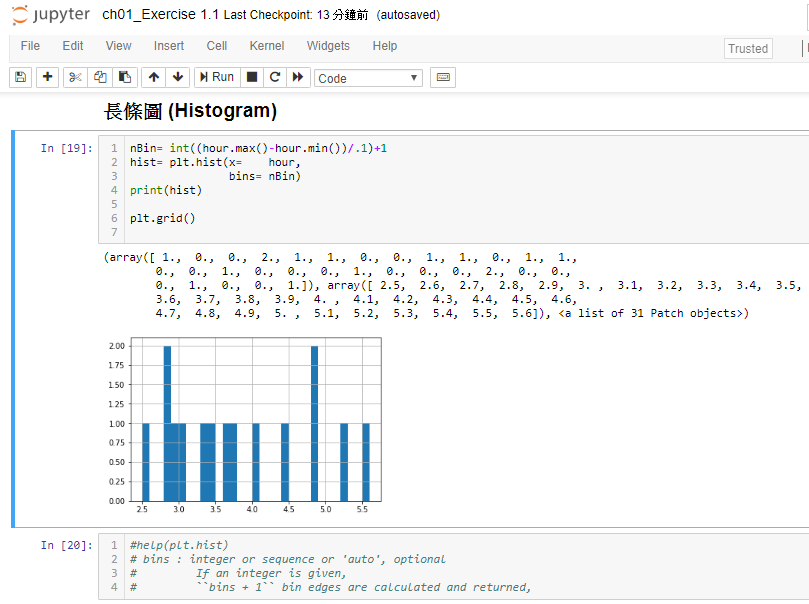 jupyter ch01_Exercise 1.1 Last Checkpoint: 13 分鐘前 (autosaved)
File Edit View Insert Cell Kernel Widgets Help Trusted
Run Code
長條圖 (Histogram)
In [19]:
1 nBin= int((hour.max()-hour.min())/.1)+1
2 hist= plt.hist(x= hour,
3 bins= nBin)
4 print(hist)
5
6 plt.grid()
7
(array([ 1., 0., 0., 2., 1., 1., 0., 0., 1., 1., 0., 1., 1.,
0., 0., 1., 0., 0., 0., 1., 0., 0., 0., 2., 0., 0.,
0., 1., 0., 0., 1.]), array([ 2.5, 2.6, 2.7, 2.8, 2.9, 3. , 3.1, 3.2, 3.3, 3.4, 3.5,
3.6, 3.7, 3.8, 3.9, 4. , 4.1, 4.2, 4.3, 4.4, 4.5, 4.6,
4.7, 4.8, 4.9, 5. , 5.1, 5.2, 5.3, 5.4, 5.5, 5.6]), <a list of 31 Patch objects>)
2.00
1.75
1.50
1.25
1.00
0.75
0.50
0.25
0.00
2.5 3.0 3.5 4.0 4.5 5.0 5.5
In [20]:
1 #help(plt.hist)
2 # bins : integer or sequence or 'auto', optional
3 # If an integer is given,
4 # ``bins + 1`` bin edges are calculated and returned,